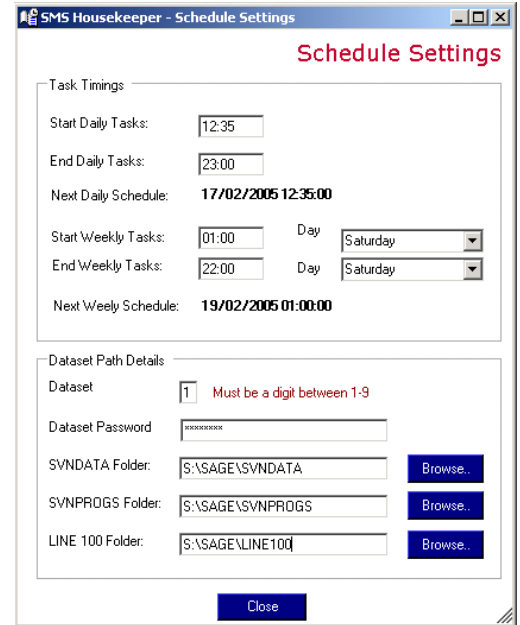 SMS Housekeeper - Schedule Settings
Schedule Settings
Task Timings
Start Daily Tasks: 12:35
End Daily Tasks: 23:00
Next Daily Schedule: 17/02/2005 12:35:00
Start Weekly Tasks: 01:00 Day Saturday
End Weekly Tasks: 22:00 Day Saturday
Next Weely Schedule: 19/02/2005 01:00:00
Dataset Path Details
Dataset 1 Must be a digit between 1-9
Dataset Password ********
SVNDATA Folder: S:\SAGE\SVNDATA Browse..
SVNPROGS Folder: S:\SAGE\SVNPROGS Browse..
LINE 100 Folder: S:\SAGE\LINE100 Browse..
Close